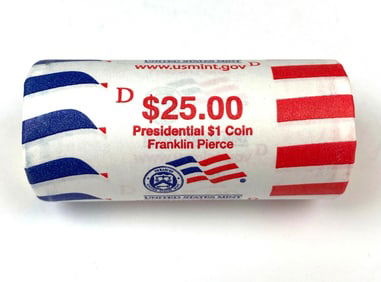 UNITED STATES MINT
www.usmint.gov D
D
$25.00
Presidential $1 Coin
Franklin Pierce
D
UNITED STATES MINT